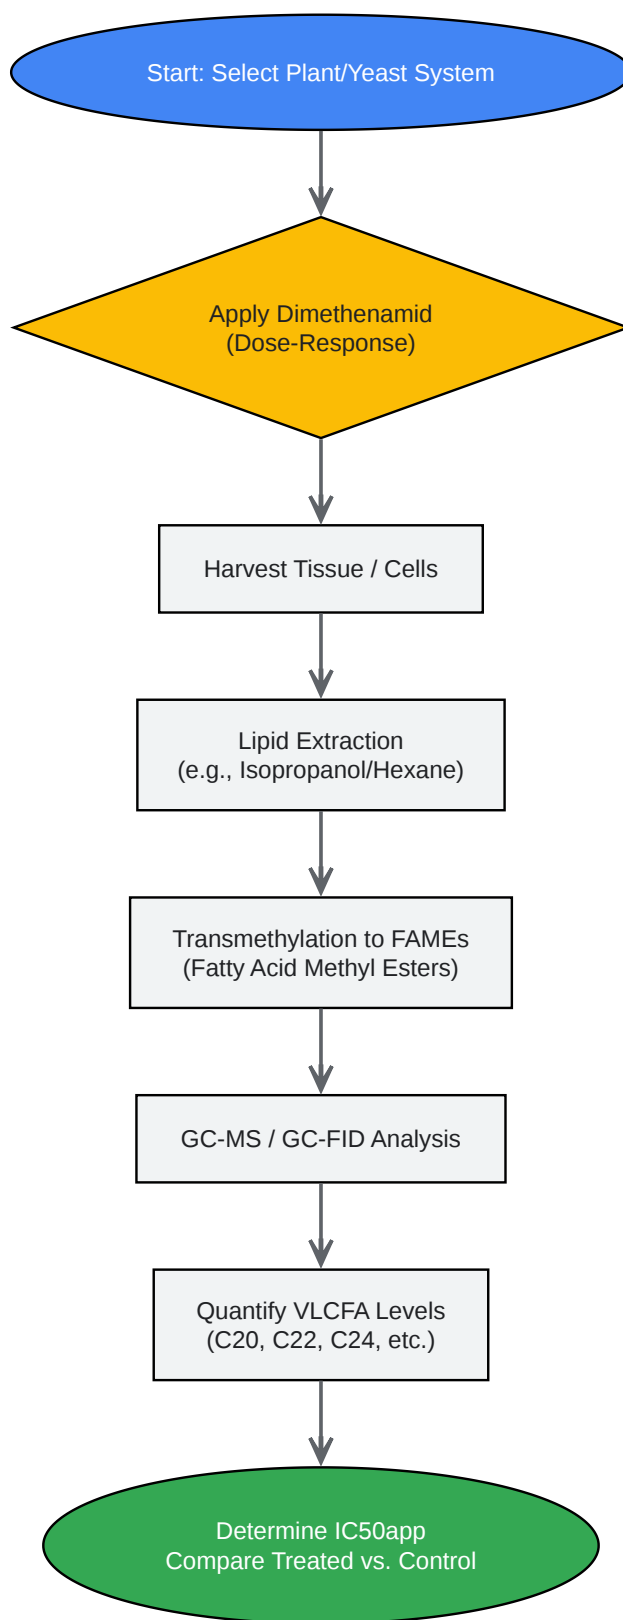 Start: Select Plant/Yeast System
Apply Dimethenamid
(Dose-Response)
Harvest Tissue / Cells
Lipid Extraction
(e.g., Isopropanol/Hexane)
Transmethylation to FAMEs
(Fatty Acid Methyl Esters)
GC-MS / GC-FID Analysis
Quantify VLCFA Levels
(C20, C22, C24, etc.)
Determine IC50app
Compare Treated vs. Control